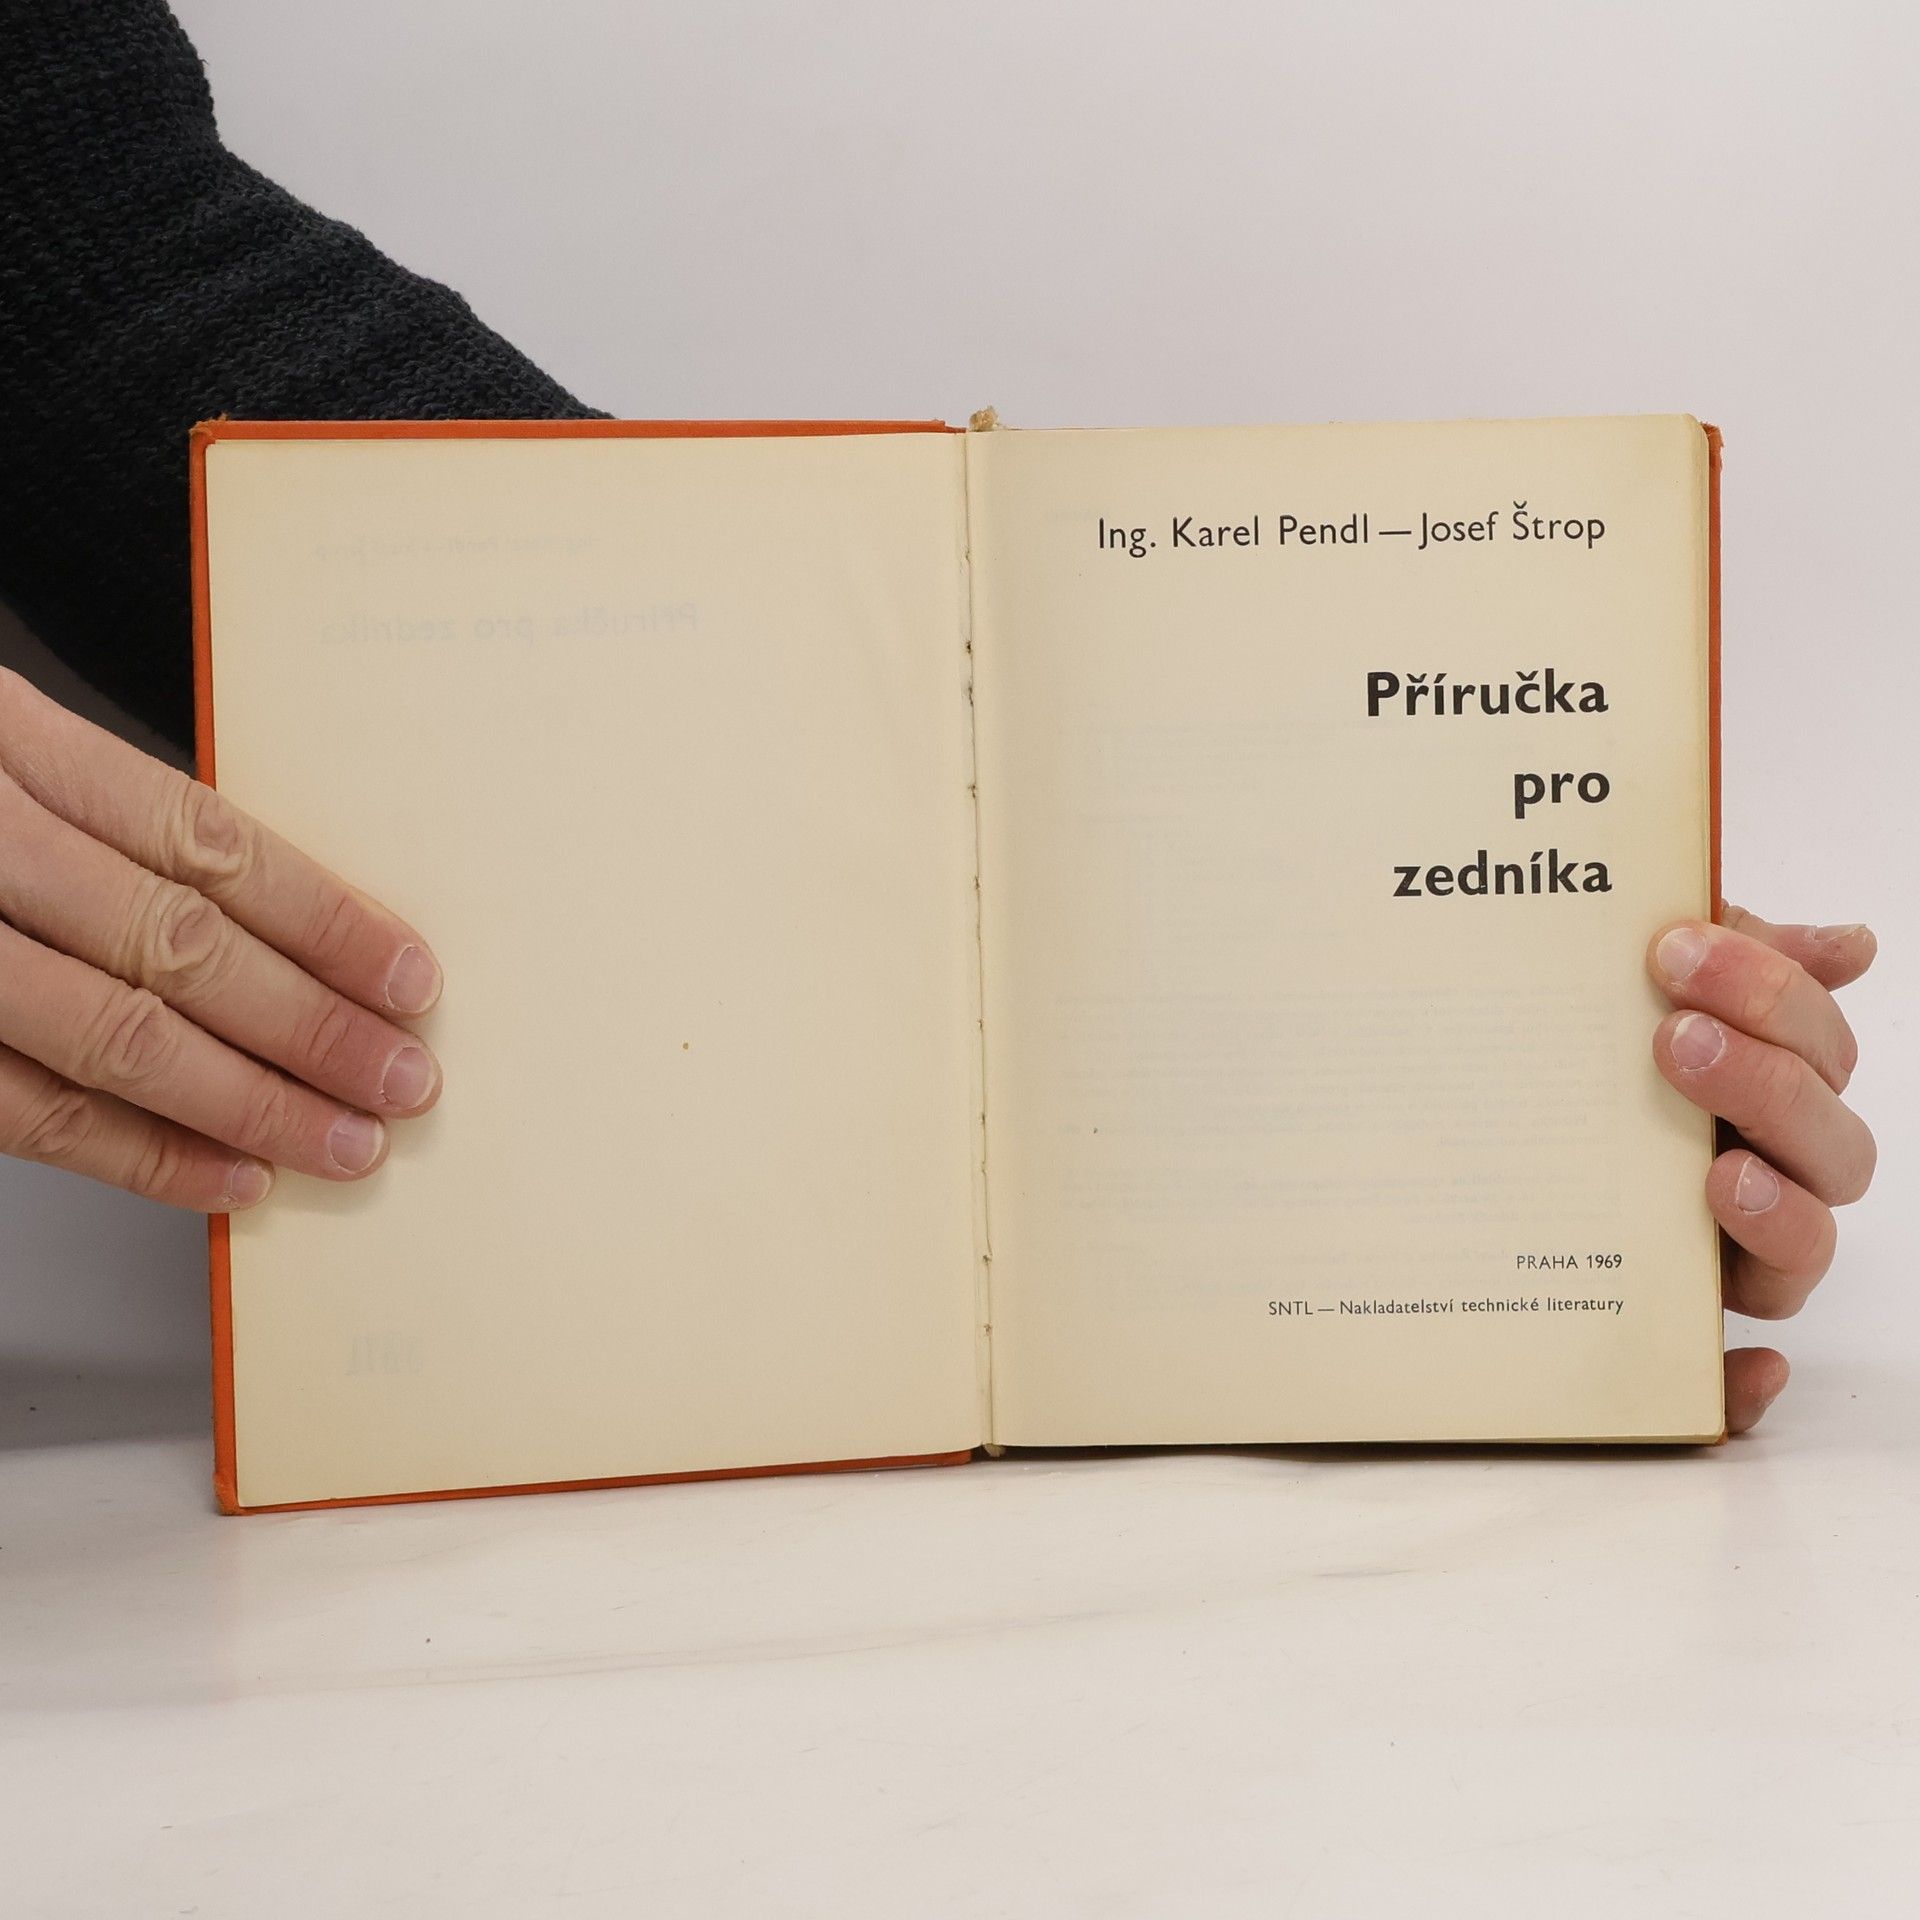 Ing. Karel Pendl — Josef Štrop
Příručka
pro
zedníka
PRAHA 1969
SNTL — Nakladatelství technické literatury